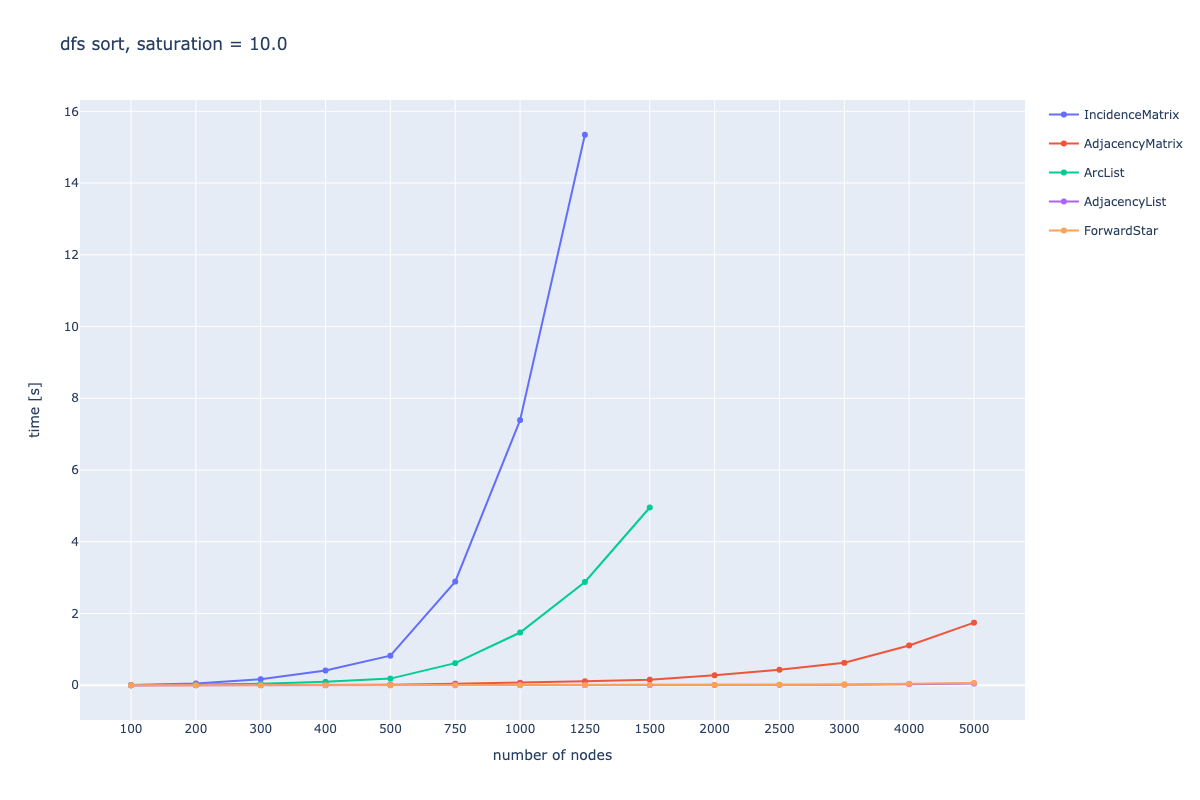 dfs sort, saturation = 10.0
16
14
12
10
8
6
4
2
0
time [s]
100 200 300 400 500 750 1000 1250 1500 2000 2500 3000 4000 5000
number of nodes
IncidenceMatrix
AdjacencyMatrix
ArcList
AdjacencyList
ForwardStar